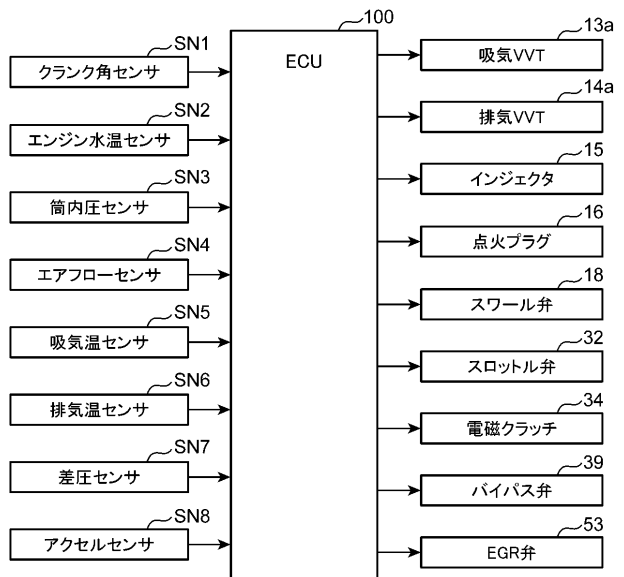 100
ECU
SN1
クランク角センサ
SN2
エンジン水温センサ
SN3
筒内圧センサ
SN4
エアフローセンサ
SN5
吸気温センサ
SN6
排気温センサ
SN7
差圧センサ
SN8
アクセルセンサ
13a
吸気VVT
14a
排気VVT
15
インジェクタ
16
点火プラグ
18
スワール弁
32
スロットル弁
34
電磁クラッチ
39
バイパス弁
53
EGR弁